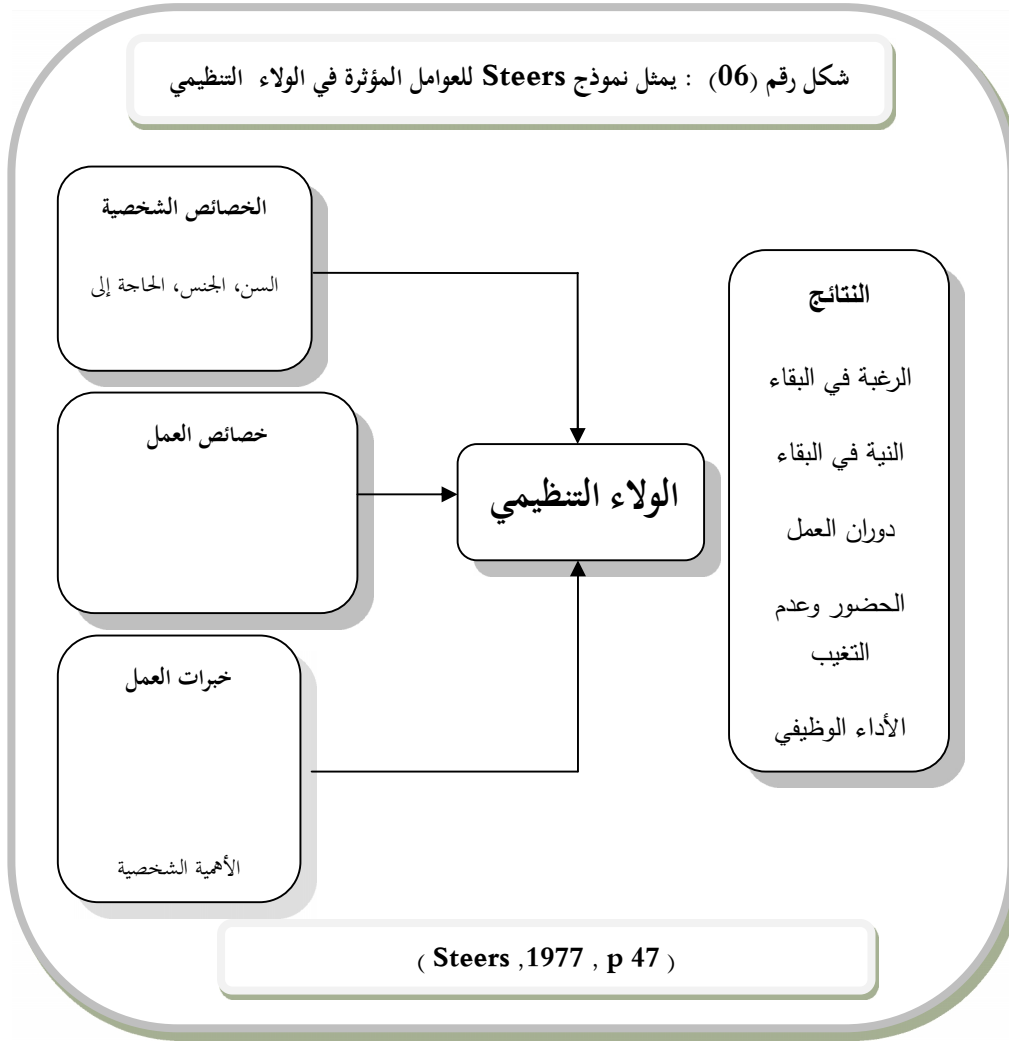 شكل رقم (06) : يمثل نموذج Steers للعوامل المؤثرة في الولاء التنظيمي
الخصائص الشخصية
السن، الجنس، الحاجة إلى
خصائص العمل
خبرات العمل
الأهمية الشخصية
الولاء التنظيمي
النتائج
الرغبة في البقاء
النية في البقاء
دوران العمل
الحضور وعدم
التغيب
الأداء الوظيفي
( Steers ,1977 , p 47 )